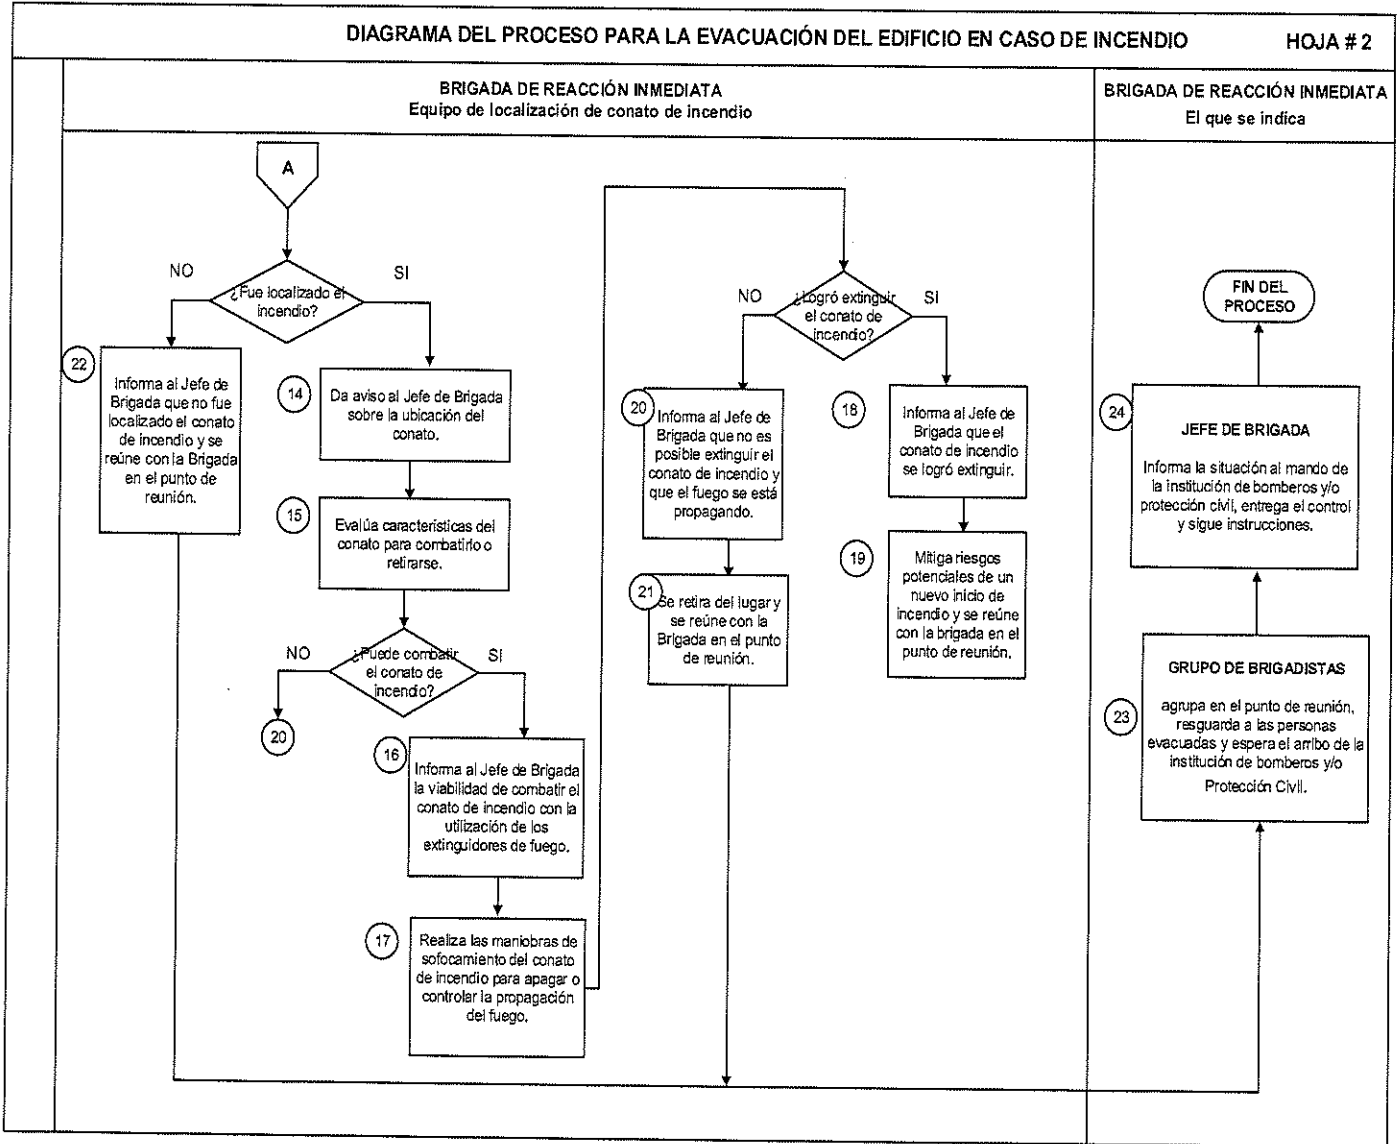 DIAGRAMA DEL PROCESO PARA LA EVACUACIÓN DEL EDIFICIO EN CASO DE INCENDIO
HOJA # 2
BRIGADA DE REACCIÓN INMEDIATA
Equipo de localización de conato de incendio
BRIGADA DE REACCIÓN INMEDIATA
El que se indica
A
NO
SI
¿Fue localizado el
incendio?
22
Informa al Jefe de
Brigada que no fue
localizado el conato
de incendio y se
reúne con la Brigada
en el punto de
reunión.
14
Da aviso al Jefe de Brigada
sobre la ubicación del
conato.
15
Evalúa características del
conato para combatirlo o
retirarse.
NO
SI
¿Puede combatir
el conato de
incendio?
20
16
Informa al Jefe de Brigada
la viabilidad de combatir el
conato de incendio con la
utilización de los
extinguidores de fuego.
17
Realiza las maniobras de
sofocamiento del conato
de incendio para apagar o
controlar la propagación
del fuego.
NO
SI
¿Logró extinguir
el conato de
incendio?
20
Informa al Jefe de
Brigada que no es
posible extinguir el
conato de incendio y
que el fuego se está
propagando.
21
Se retira del lugar y
se reúne con la
Brigada en el punto
de reunión.
18
Informa al Jefe de
Brigada que el
conato de incendio
se logró extinguir.
19
Mitiga riesgos
potenciales de un
nuevo inicio de
incendio y se reúne
con la brigada en el
punto de reunión.
FIN DEL
PROCESO
24
JEFE DE BRIGADA
Informa la situación al mando de
la institución de bomberos y/o
protección civil, entrega el control
y sigue instrucciones.
23
GRUPO DE BRIGADISTAS
agrupa en el punto de reunión,
resguarda a las personas
evacuadas y espera el arribo de la
institución de bomberos y/o
Protección Civil.